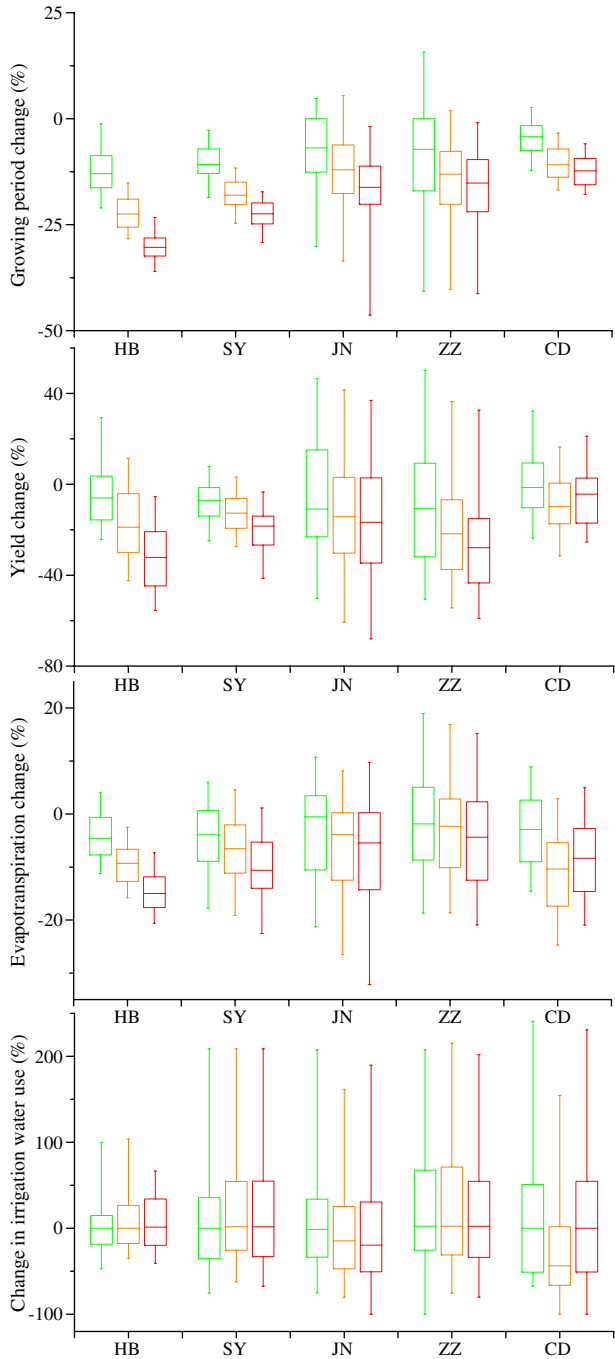 Growing period change (%)
25
0
-25
-50
HB SY JN ZZ CD
Yield change (%)
40
0
-40
-80
HB SY JN ZZ CD
Evapotranspiration change (%)
20
0
-20
HB SY JN ZZ CD
Change in irrigation water use (%)
200
100
0
-100
HB SY JN ZZ CD